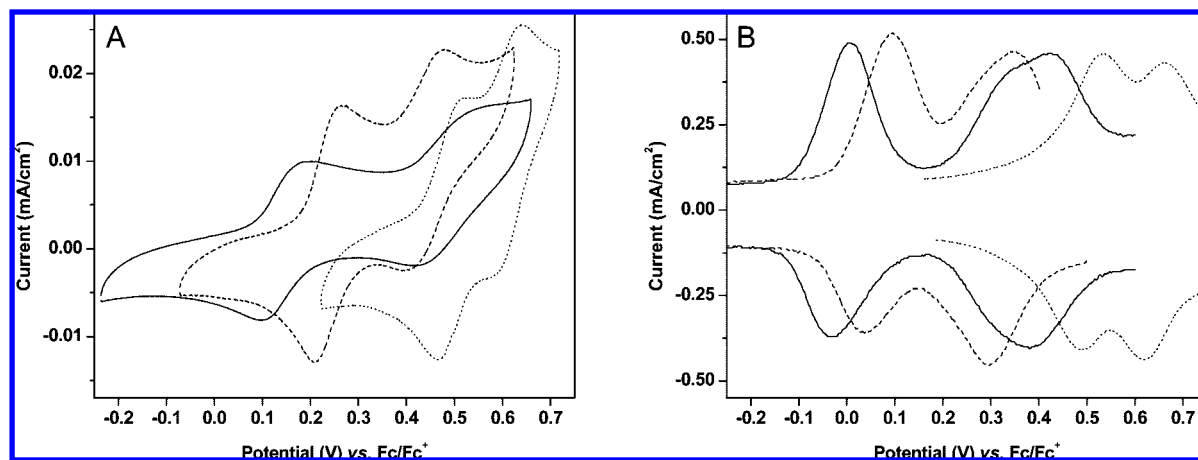 A
0.02
0.01
0.00
-0.01
-0.2 -0.1 0.0 0.1 0.2 0.3 0.4 0.5 0.6 0.7
Current (mA/cm²)
Potential (V) vs. Fc/Fc⁺
B
0.50
0.25
0.00
-0.25
-0.50
-0.2 -0.1 0.0 0.1 0.2 0.3 0.4 0.5 0.6 0.7
Current (mA/cm²)
Potential (V) vs. Fc/Fc⁺